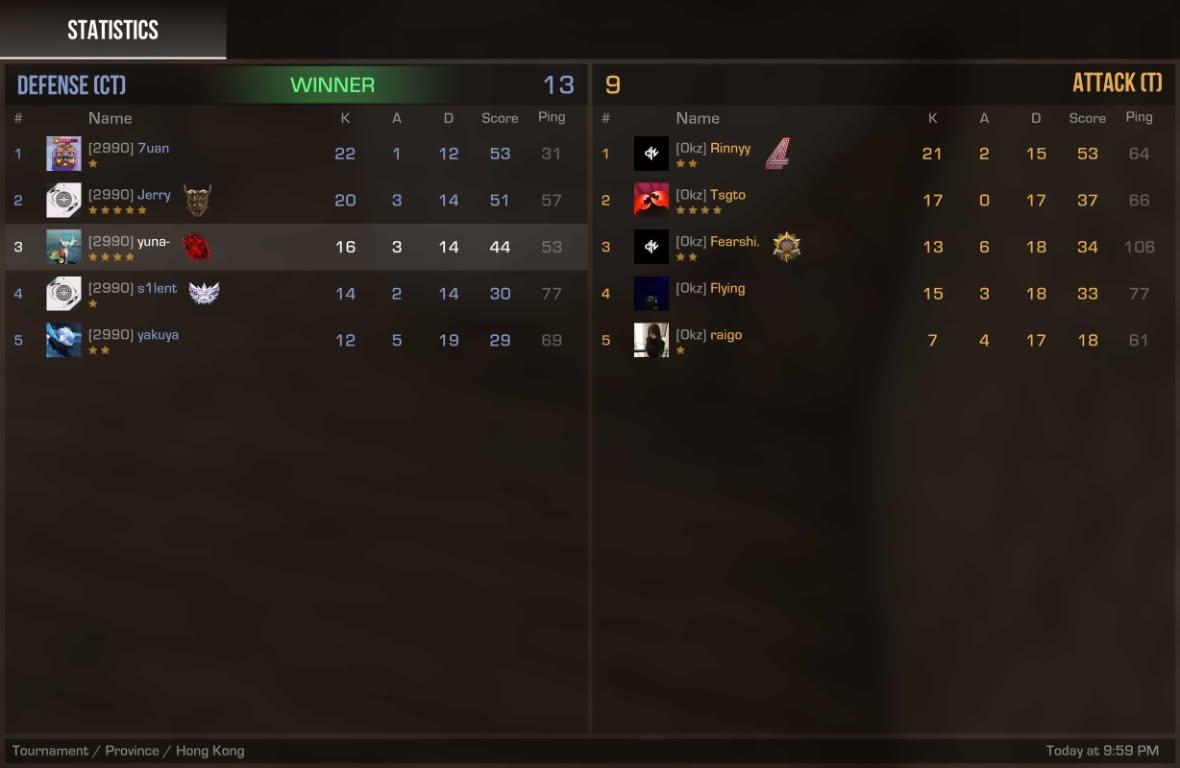 STATISTICS
DEFENSE (CT) WINNER 13
# Name K A D Score Ping
1 [2990] 7uan 22 1 12 53 31
2 [2990] Jerry 20 3 14 51 57
3 [2990] yuna- 16 3 14 44 53
4 [2990] s1lent 14 2 14 30 77
5 [2990] yakuya 12 5 19 29 69
9 ATTACK (T)
# Name K A D Score Ping
1 [Okz] Rinnyy 4 21 2 15 53 64
2 [Okz] Tsgto 17 0 17 37 66
3 [Okz] Fearshi. 13 6 18 34 106
4 [Okz] Flying 15 3 18 33 77
5 [Okz] raigo 7 4 17 18 61
Tournament / Province / Hong Kong
Today at 9:59 PM